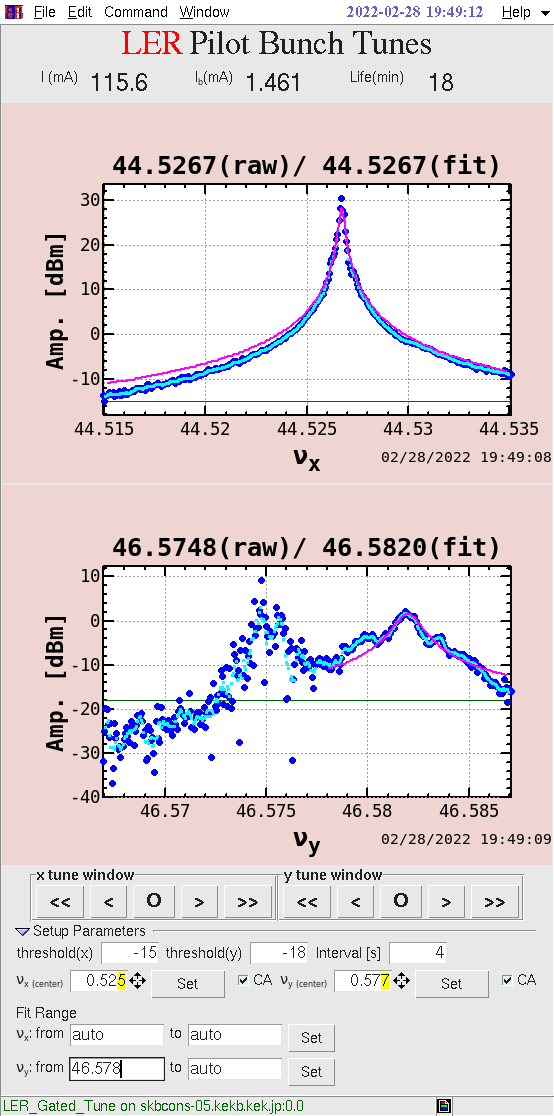 File Edit Command Window 2022-02-28 19:49:12 Help
LER Pilot Bunch Tunes
I (mA) 115.6 Ib(mA) 1.461 Life(min) 18
44.5267(raw)/ 44.5267(fit)
30
20
10
0
-10
Amp. [dBm]
44.515 44.52 44.525 44.53 44.535
νx 02/28/2022 19:49:08
46.5748(raw)/ 46.5820(fit)
10
0
-10
-20
-30
-40
Amp. [dBm]
46.57 46.575 46.58 46.585
νy 02/28/2022 19:49:09
x tune window y tune window
<< < O > >> << < O > >>
Setup Parameters
threshold(x) -15 threshold(y) -18 Interval [s] 4
νx (center) 0.525 Set CA νy (center) 0.577 Set CA
Fit Range
νx: from auto to auto Set
νy: from 46.578 to auto Set
LER_Gated_Tune on skbcons-05.kekb.kek.jp:0.0